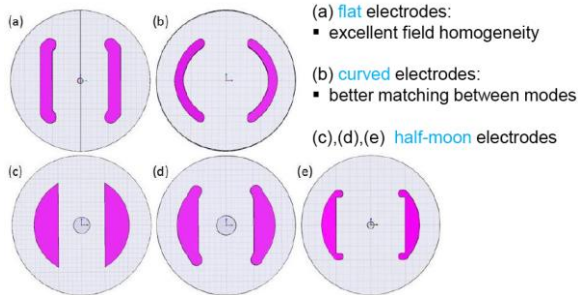 (a)
(b)
(a) flat electrodes:
▪ excellent field homogeneity
(b) curved electrodes:
▪ better matching between modes
(c),(d),(e) half-moon electrodes
(c)
(d)
(e)